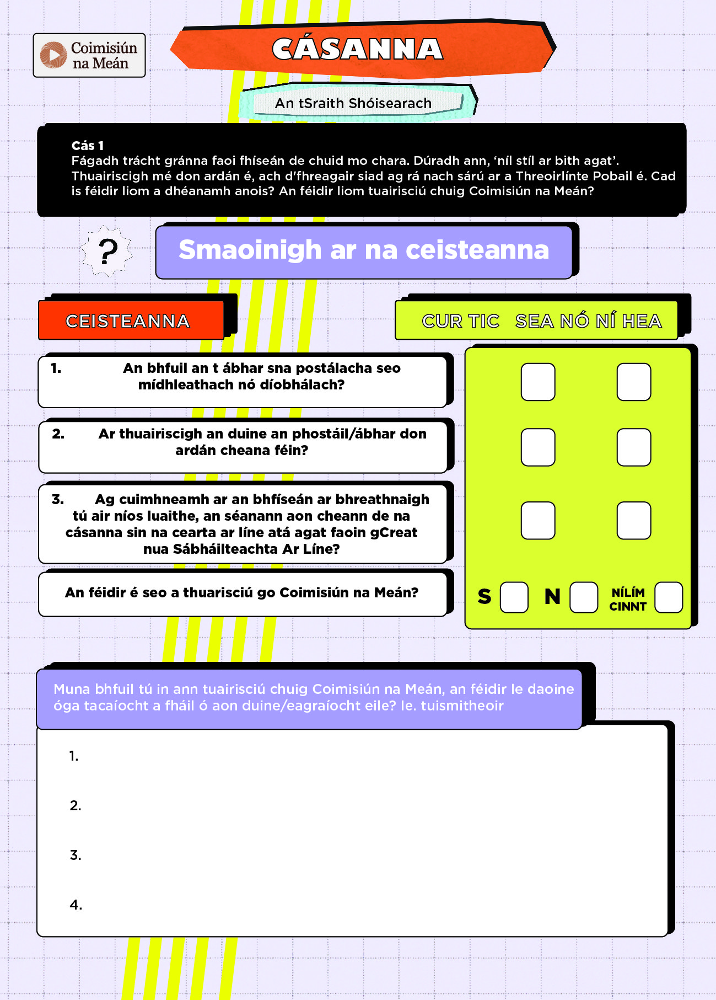 Coimisiún
na Meán
CÁSANNA
An tSraith Shóisearach
Cás 1
Fágadh trácht gránna faoi fhíseán de chuid mo chara. Dúradh ann, ‘níl stíl ar bith agat’.
Thuairiscigh mé don ardán é, ach d'fhreagair siad ag rá nach sárú ar a Threoirlínte Pobail é. Cad
is féidir liom a dhéanamh anois? An féidir liom tuairisciú chuig Coimisiún na Meán?
?
Smaoinigh ar na ceisteanna
CEISTEANNA
CUR TIC SEA NÓ NÍ HEA
1. An bhfuil an t ábhar sna postálacha seo
mídhleathach nó díobhálach?
2. Ar thuairiscigh an duine an phostáil/ábhar don
ardán cheana féin?
3. Ag cuimhneamh ar an bhfíseán ar bhreathnaigh
tú air níos luaithe, an séanann aon cheann de na
cásanna sin na cearta ar líne atá agat faoin gCreat
nua Sábháilteachta Ar Líne?
An féidir é seo a thuarisciú go Coimisiún na Meán?
S N NÍLÍM
CINNT
Muna bhfuil tú in ann tuairisciú chuig Coimisiún na Meán, an féidir le daoine
óga tacaíocht a fháil ó aon duine/eagraíocht eile? Ie. tuismitheoir
1.
2.
3.
4.